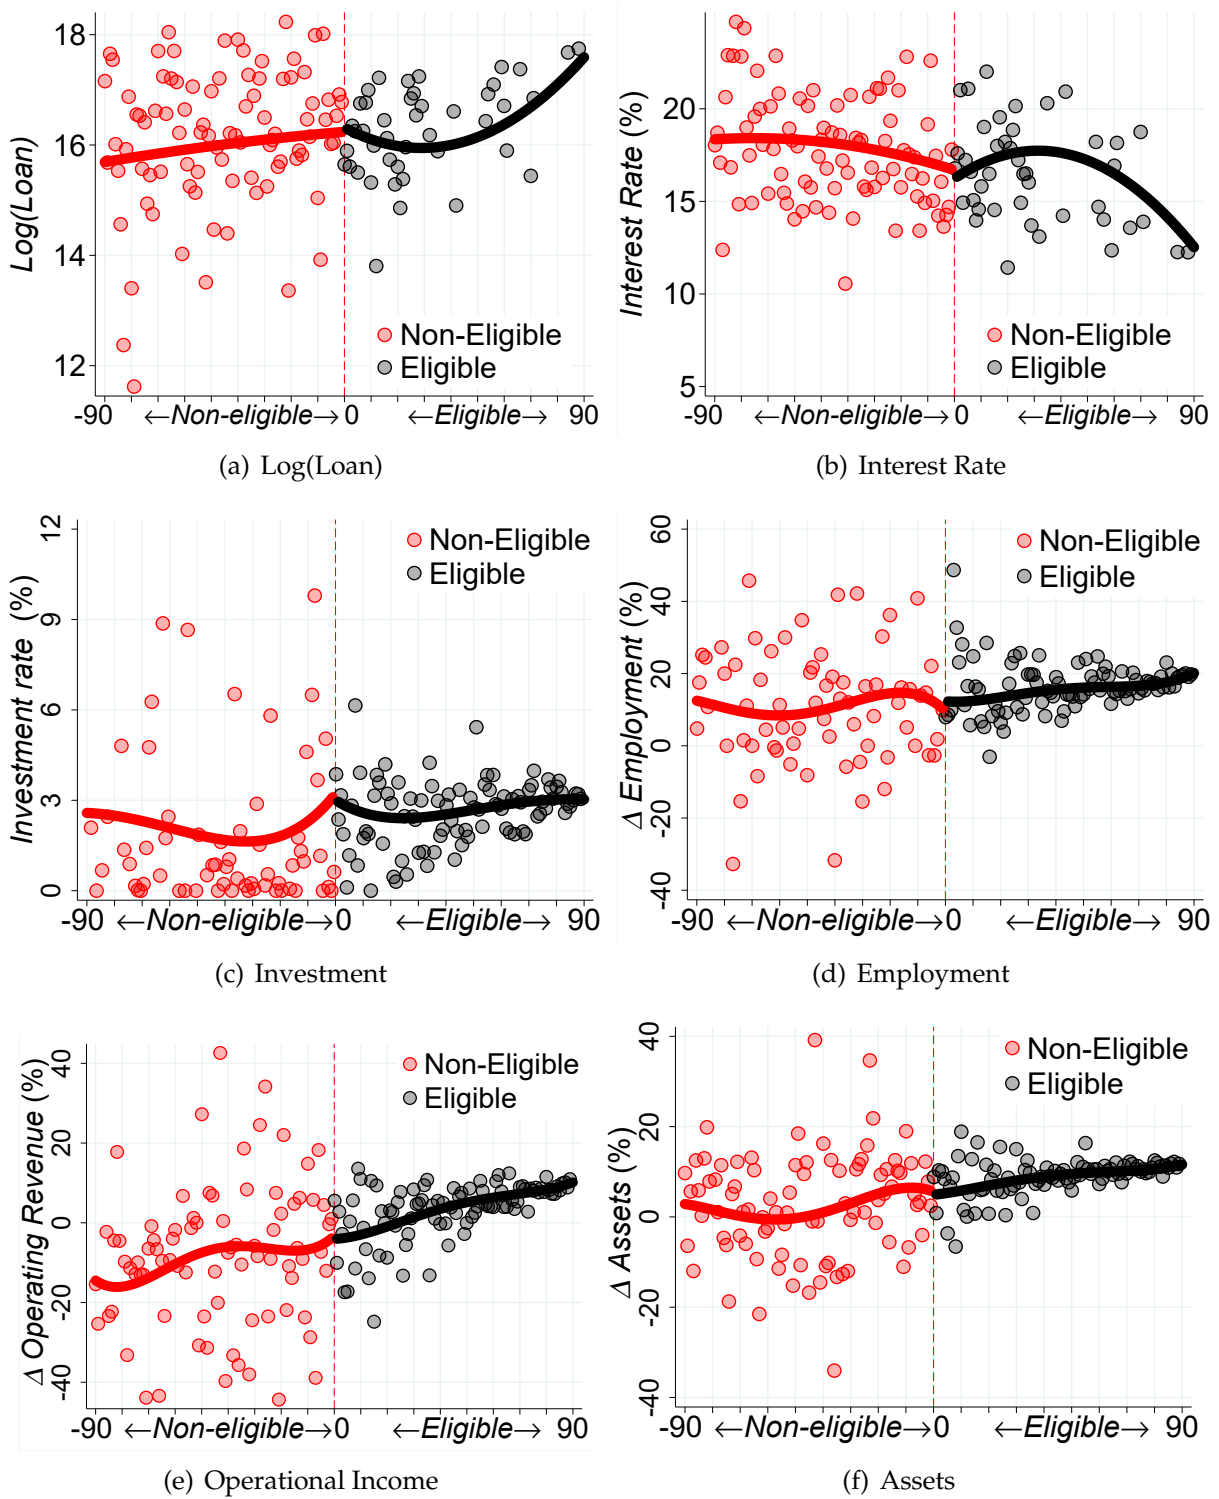 Log(Loan)
18
16
14
12
Non-Eligible
Eligible
-90 ←Non-eligible→ 0 ←Eligible→ 90
(a) Log(Loan)
Interest Rate (%)
20
15
10
5
Non-Eligible
Eligible
-90 ←Non-eligible→ 0 ←Eligible→ 90
(b) Interest Rate
Investment rate (%)
12
9
6
3
0
Non-Eligible
Eligible
-90 ←Non-eligible→ 0 ←Eligible→ 90
(c) Investment
Δ Employment (%)
60
40
20
0
-20
-40
Non-Eligible
Eligible
-90 ←Non-eligible→ 0 ←Eligible→ 90
(d) Employment
Δ Operating Revenue (%)
40
20
0
-20
-40
Non-Eligible
Eligible
-90 ←Non-eligible→ 0 ←Eligible→ 90
(e) Operational Income
Δ Assets (%)
40
20
0
-20
-40
Non-Eligible
Eligible
-90 ←Non-eligible→ 0 ←Eligible→ 90
(f) Assets